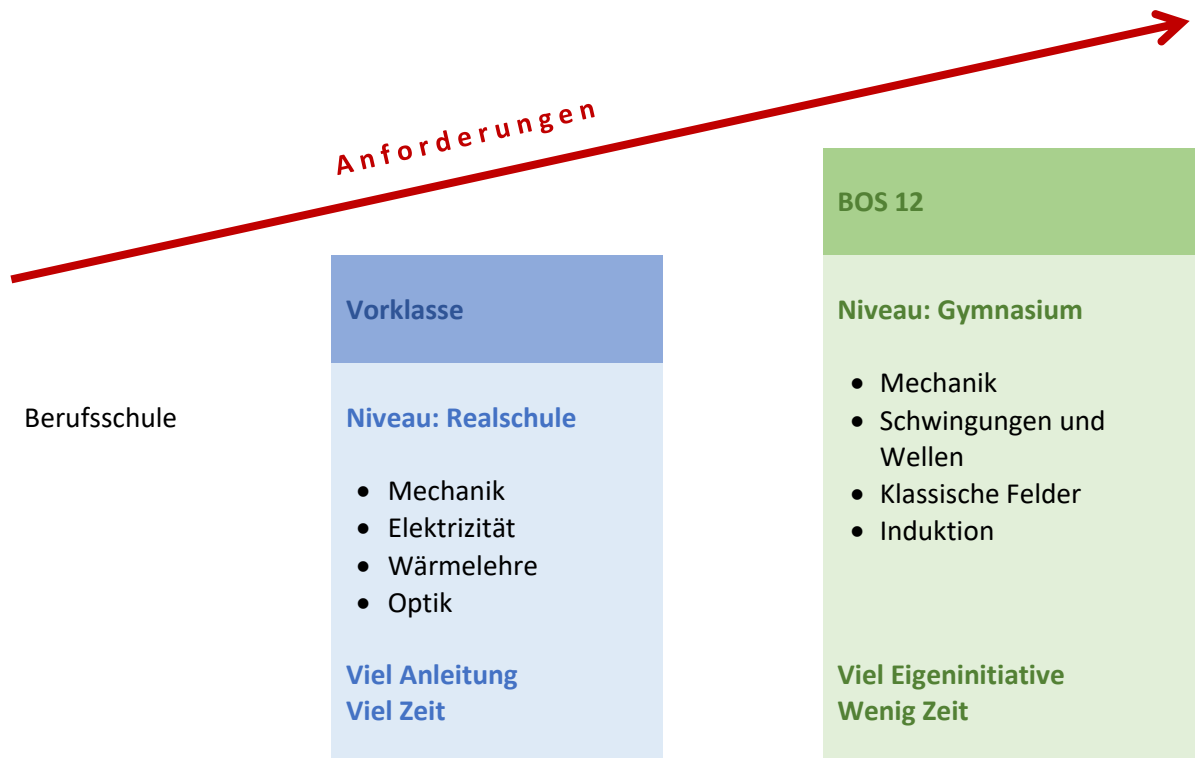 Anforderungen
Berufsschule
Vorklasse
Niveau: Realschule
• Mechanik
• Elektrizität
• Wärmelehre
• Optik
Viel Anleitung
Viel Zeit
BOS 12
Niveau: Gymnasium
• Mechanik
• Schwingungen und
Wellen
• Klassische Felder
• Induktion
Viel Eigeninitiative
Wenig Zeit